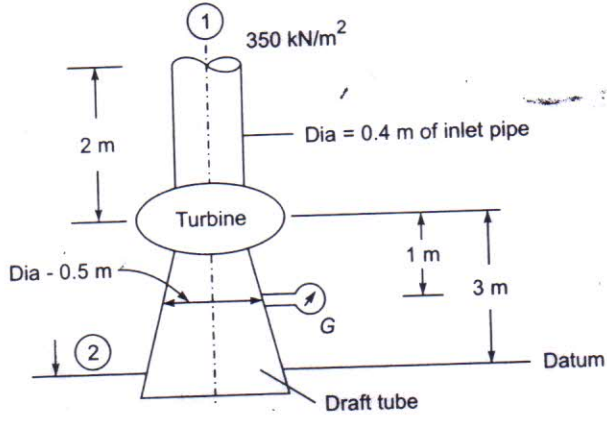 1
350 kN/m²
Dia = 0.4 m of inlet pipe
2 m
Turbine
1 m
Dia - 0.5 m
3 m
G
2
Datum
Draft tube